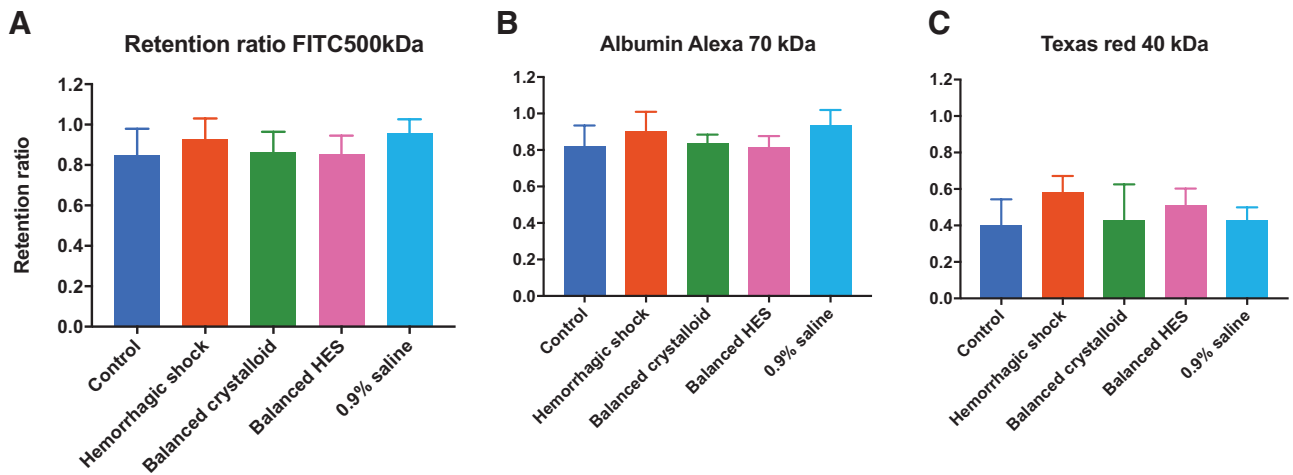 A
Retention ratio FITC500kDa
Retention ratio
1.2
1.0
0.8
0.6
0.4
0.2
0.0
Control
Hemorrhagic shock
Balanced crystalloid
Balanced HES
0.9% saline
B
Albumin Alexa 70 kDa
1.2
1.0
0.8
0.6
0.4
0.2
0.0
Control
Hemorrhagic shock
Balanced crystalloid
Balanced HES
0.9% saline
C
Texas red 40 kDa
1.2
1.0
0.8
0.6
0.4
0.2
0.0
Control
Hemorrhagic shock
Balanced crystalloid
Balanced HES
0.9% saline